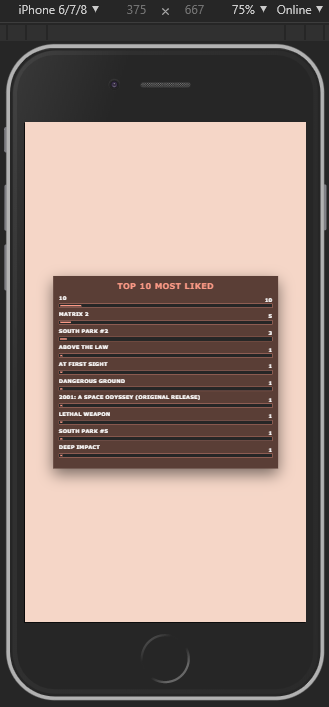 iPhone 6/7/8 ▼ 375 × 667 75% ▼ Online ▼
TOP 10 MOST LIKED
10 10
MATRIX 2 5
SOUTH PARK #2 3
ABOVE THE LAW 1
AT FIRST SIGHT 1
DANGEROUS GROUND 1
2001: A SPACE ODYSSEY (ORIGINAL RELEASE) 1
LETHAL WEAPON 1
SOUTH PARK #5 1
DEEP IMPACT 1